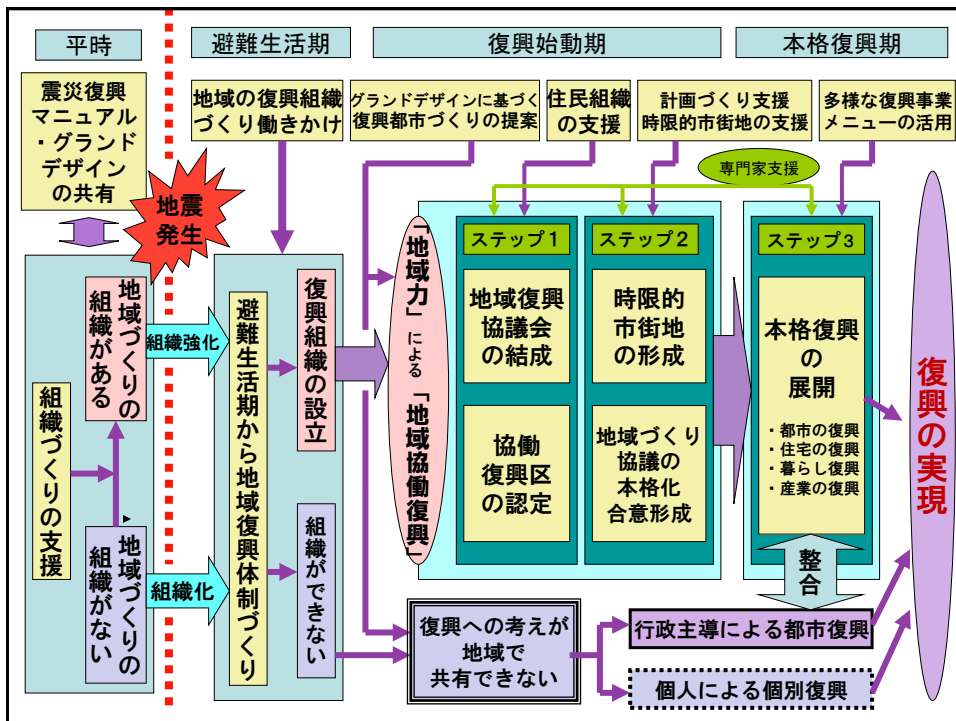 平時
避難生活期
復興始動期
本格復興期
震災復興
マニュアル
・グランド
デザイン
の共有
地域の復興組織
づくり働きかけ
グランドデザインに基づく
復興都市づくりの提案
住民組織
の支援
計画づくり支援
時限的市街地の支援
多様な復興事業
メニューの活用
専門家支援
地震
発生
地域づくりの
組織がある
組織づくりの支援
地域づくりの
組織がない
組織強化
組織化
避難生活期から地域復興体制づくり
復興組織の設立
組織ができない
「地域力」による「地域協働復興」
ステップ1
地域復興
協議会
の結成
協働
復興区
の認定
ステップ2
時限的
市街地
の形成
地域づくり
協議の
本格化
合意形成
ステップ3
本格復興
の
展開
・都市の復興
・住宅の復興
・暮らし復興
・産業の復興
整合
復興への考えが
地域で
共有できない
行政主導による都市復興
個人による個別復興
復興の実現